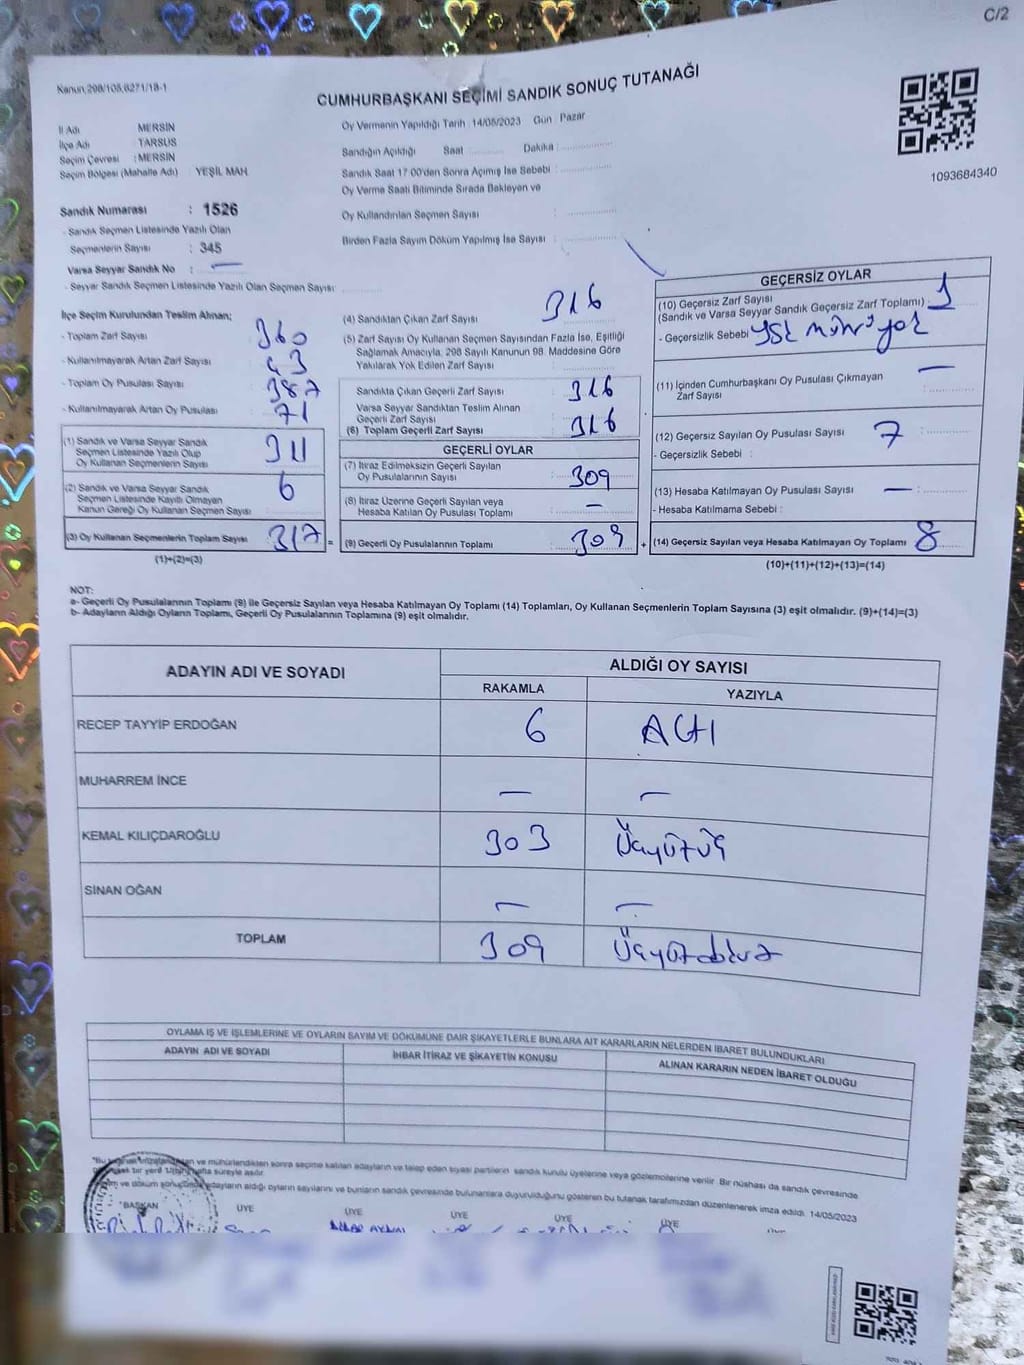 C/2
Kanun:298/105,6271/18-1
CUMHURBAŞKANI SEÇİMİ SANDIK SONUÇ TUTANAĞI
1093684340
İl Adı MERSİN
İlçe Adı TARSUS
Seçim Çevresi : MERSİN
Seçim Bölgesi (Mahalle Adı) : YEŞİL MAH
Sandık Numarası : 1526
- Sandık Seçmen Listesinde Yazılı Olan
Seçmenlerin Sayısı : 345
Varsa Seyyar Sandık No : —
- Seyyar Sandık Seçmen Listesinde Yazılı Olan Seçmen Sayısı:
Oy Vermenin Yapıldığı Tarih :14/05/2023 Gün : Pazar
Sandığın Açıldığı Saat Dakika :
Sandık Saat 17:00'den Sonra Açımış İse Sebebi :
Oy Verme Saati Bitiminde Sırada Bekleyen ve
Oy Kullandırılan Seçmen Sayısı :
Birden Fazla Sayım Döküm Yapılmış İse Sayısı :
İlçe Seçim Kurulundan Teslim Alınan;
- Toplam Zarf Sayısı 360
- Kullanılmayarak Artan Zarf Sayısı 43
- Toplam Oy Pusulası Sayısı 387
- Kullanılmayarak Artan Oy Pusulası 71
(1) Sandık ve Varsa Seyyar Sandık
Seçmen Listesinde Yazılı Olup
Oy Kullanan Seçmenlerin Sayısı 311
(2) Sandık ve Varsa Seyyar Sandık
Seçmen Listesinde Kayıtlı Olmayan
Kanun Gereği Oy Kullanan Seçmen Sayısı 6
(3) Oy Kullanan Seçmenlerin Toplam Sayısı 317 =
(1)+(2)=(3)
(4) Sandıktan Çıkan Zarf Sayısı 316
(5) Zarf Sayısı Oy Kullanan Seçmen Sayısından Fazla İse, Eşitliği
Sağlamak Amacıyla, 298 Sayılı Kanunun 98. Maddesine Göre
Yakılarak Yok Edilen Zarf Sayısı :
Sandıkta Çıkan Geçerli Zarf Sayısı 316
Varsa Seyyar Sandıktan Teslim Alınan
Geçerli Zarf Sayısı :
(6) Toplam Geçerli Zarf Sayısı 316
GEÇERLİ OYLAR
(7) İtiraz Edilmeksizin Geçerli Sayılan
Oy Pusulalarının Sayısı 309
(8) İtiraz Üzerine Geçerli Sayılan veya
Hesaba Katılan Oy Pusulası Toplamı —
(9) Geçerli Oy Pusulalarının Toplamı 309 +
GEÇERSİZ OYLAR
(10) Geçersiz Zarf Sayısı
(Sandık ve Varsa Seyyar Sandık Geçersiz Zarf Toplamı) 1
- Geçersizlik Sebebi YSK mührü yok
(11) İçinden Cumhurbaşkanı Oy Pusulası Çıkmayan
Zarf Sayısı —
(12) Geçersiz Sayılan Oy Pusulası Sayısı 7
- Geçersizlik Sebebi :
(13) Hesaba Katılmayan Oy Pusulası Sayısı —
- Hesaba Katılmama Sebebi :
(14) Geçersiz Sayılan veya Hesaba Katılmayan Oy Toplamı 8
(10)+(11)+(12)+(13)=(14)
NOT:
a- Geçerli Oy Pusulalarının Toplamı (9) ile Geçersiz Sayılan veya Hesaba Katılmayan Oy Toplamı (14) Toplamları, Oy Kullanan Seçmenlerin Toplam Sayısına (3) eşit olmalıdır. (9)+(14)=(3)
b- Adayların Aldığı Oyların Toplamı, Geçerli Oy Pusulalarının Toplamına (9) eşit olmalıdır.
ADAYIN ADI VE SOYADI ALDIĞI OY SAYISI
RAKAMLA YAZIYLA
RECEP TAYYİP ERDOĞAN 6 ALTI
MUHARREM İNCE — —
KEMAL KILIÇDAROĞLU 303 Üçyüzüç
SİNAN OĞAN — —
TOPLAM 309 Üçyüzdokuz
OYLAMA İŞ VE İŞLEMLERİNE VE OYLARIN SAYIM VE DÖKÜMÜNE DAİR ŞİKAYETLERLE BUNLARA AİT KARARLARIN NELERDEN İBARET BULUNDUKLARI
ADAYIN ADI VE SOYADI İHBAR İTİRAZ VE ŞİKAYETİN KONUSU ALINAN KARARIN NEDEN İBARET OLDUĞU
ve mühürlendikten sonra seçime katılan adayların ve talep eden siyasi partilerin sandık kurulu üyelerine veya gözlemcilerine verilir. Bir nüshası da sandık çevresinde
bir yere hafta süreyle asılır.
ve döküm adayların aldığı oyların sayılarını ve bunların sandık çevresinde bulunanlara duyurulduğunu gösteren bu tutanak tarafımızdan düzenlenerek imza edildi. 14/05/2023
BAŞKAN ÜYE ÜYE ÜYE ÜYE ÜYE